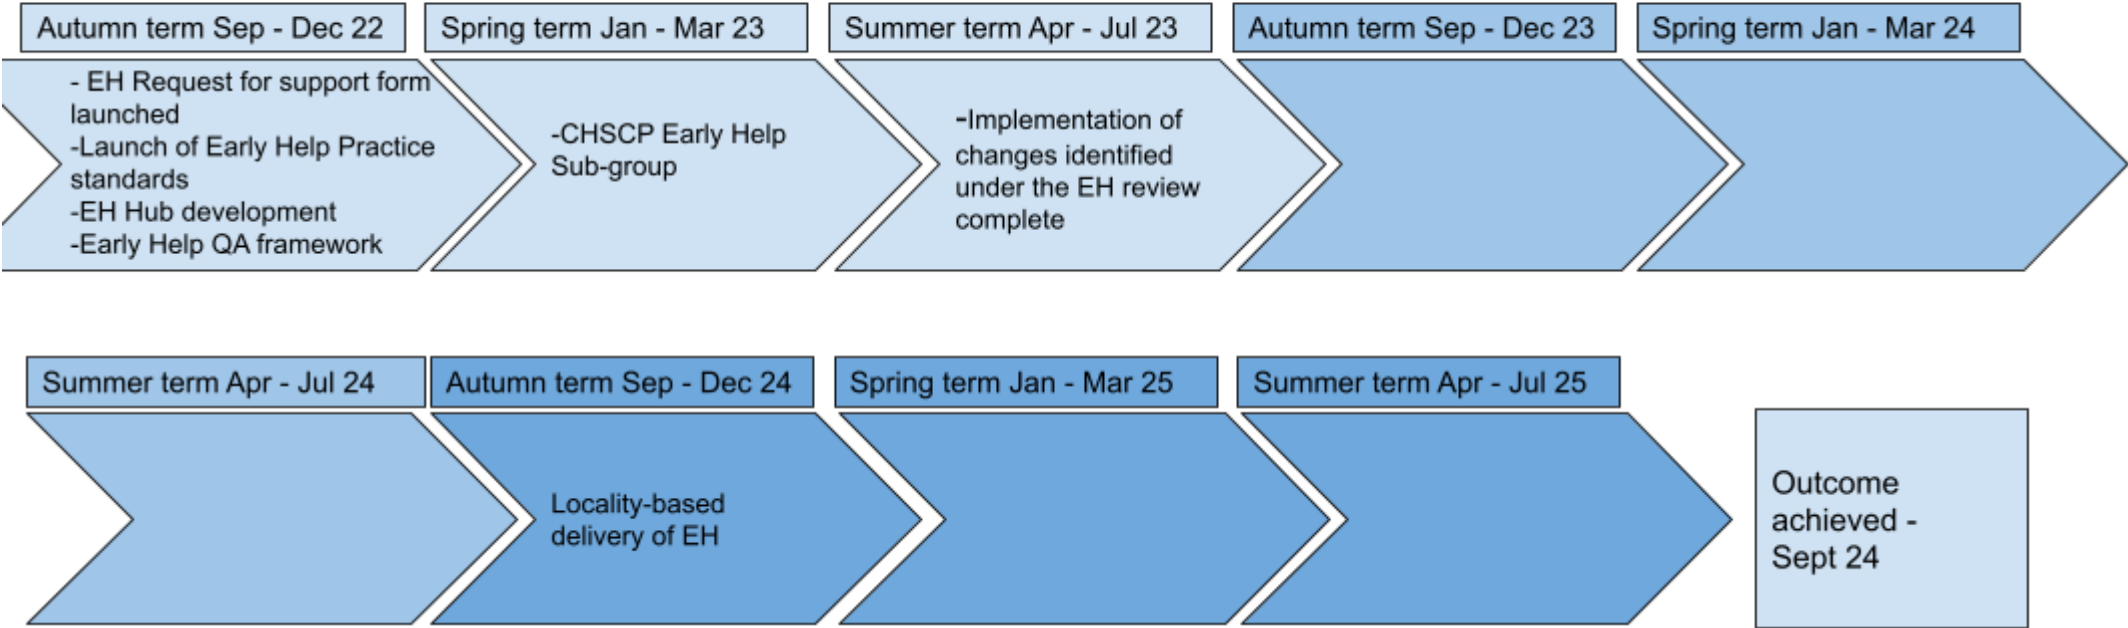 Autumn term Sep - Dec 22
Spring term Jan - Mar 23
Summer term Apr - Jul 23
Autumn term Sep - Dec 23
Spring term Jan - Mar 24
- EH Request for support form
launched
-Launch of Early Help Practice
standards
-EH Hub development
-Early Help QA framework
-CHSCP Early Help
Sub-group
-Implementation of
changes identified
under the EH review
complete
Summer term Apr - Jul 24
Autumn term Sep - Dec 24
Spring term Jan - Mar 25
Summer term Apr - Jul 25
Locality-based
delivery of EH
Outcome
achieved -
Sept 24